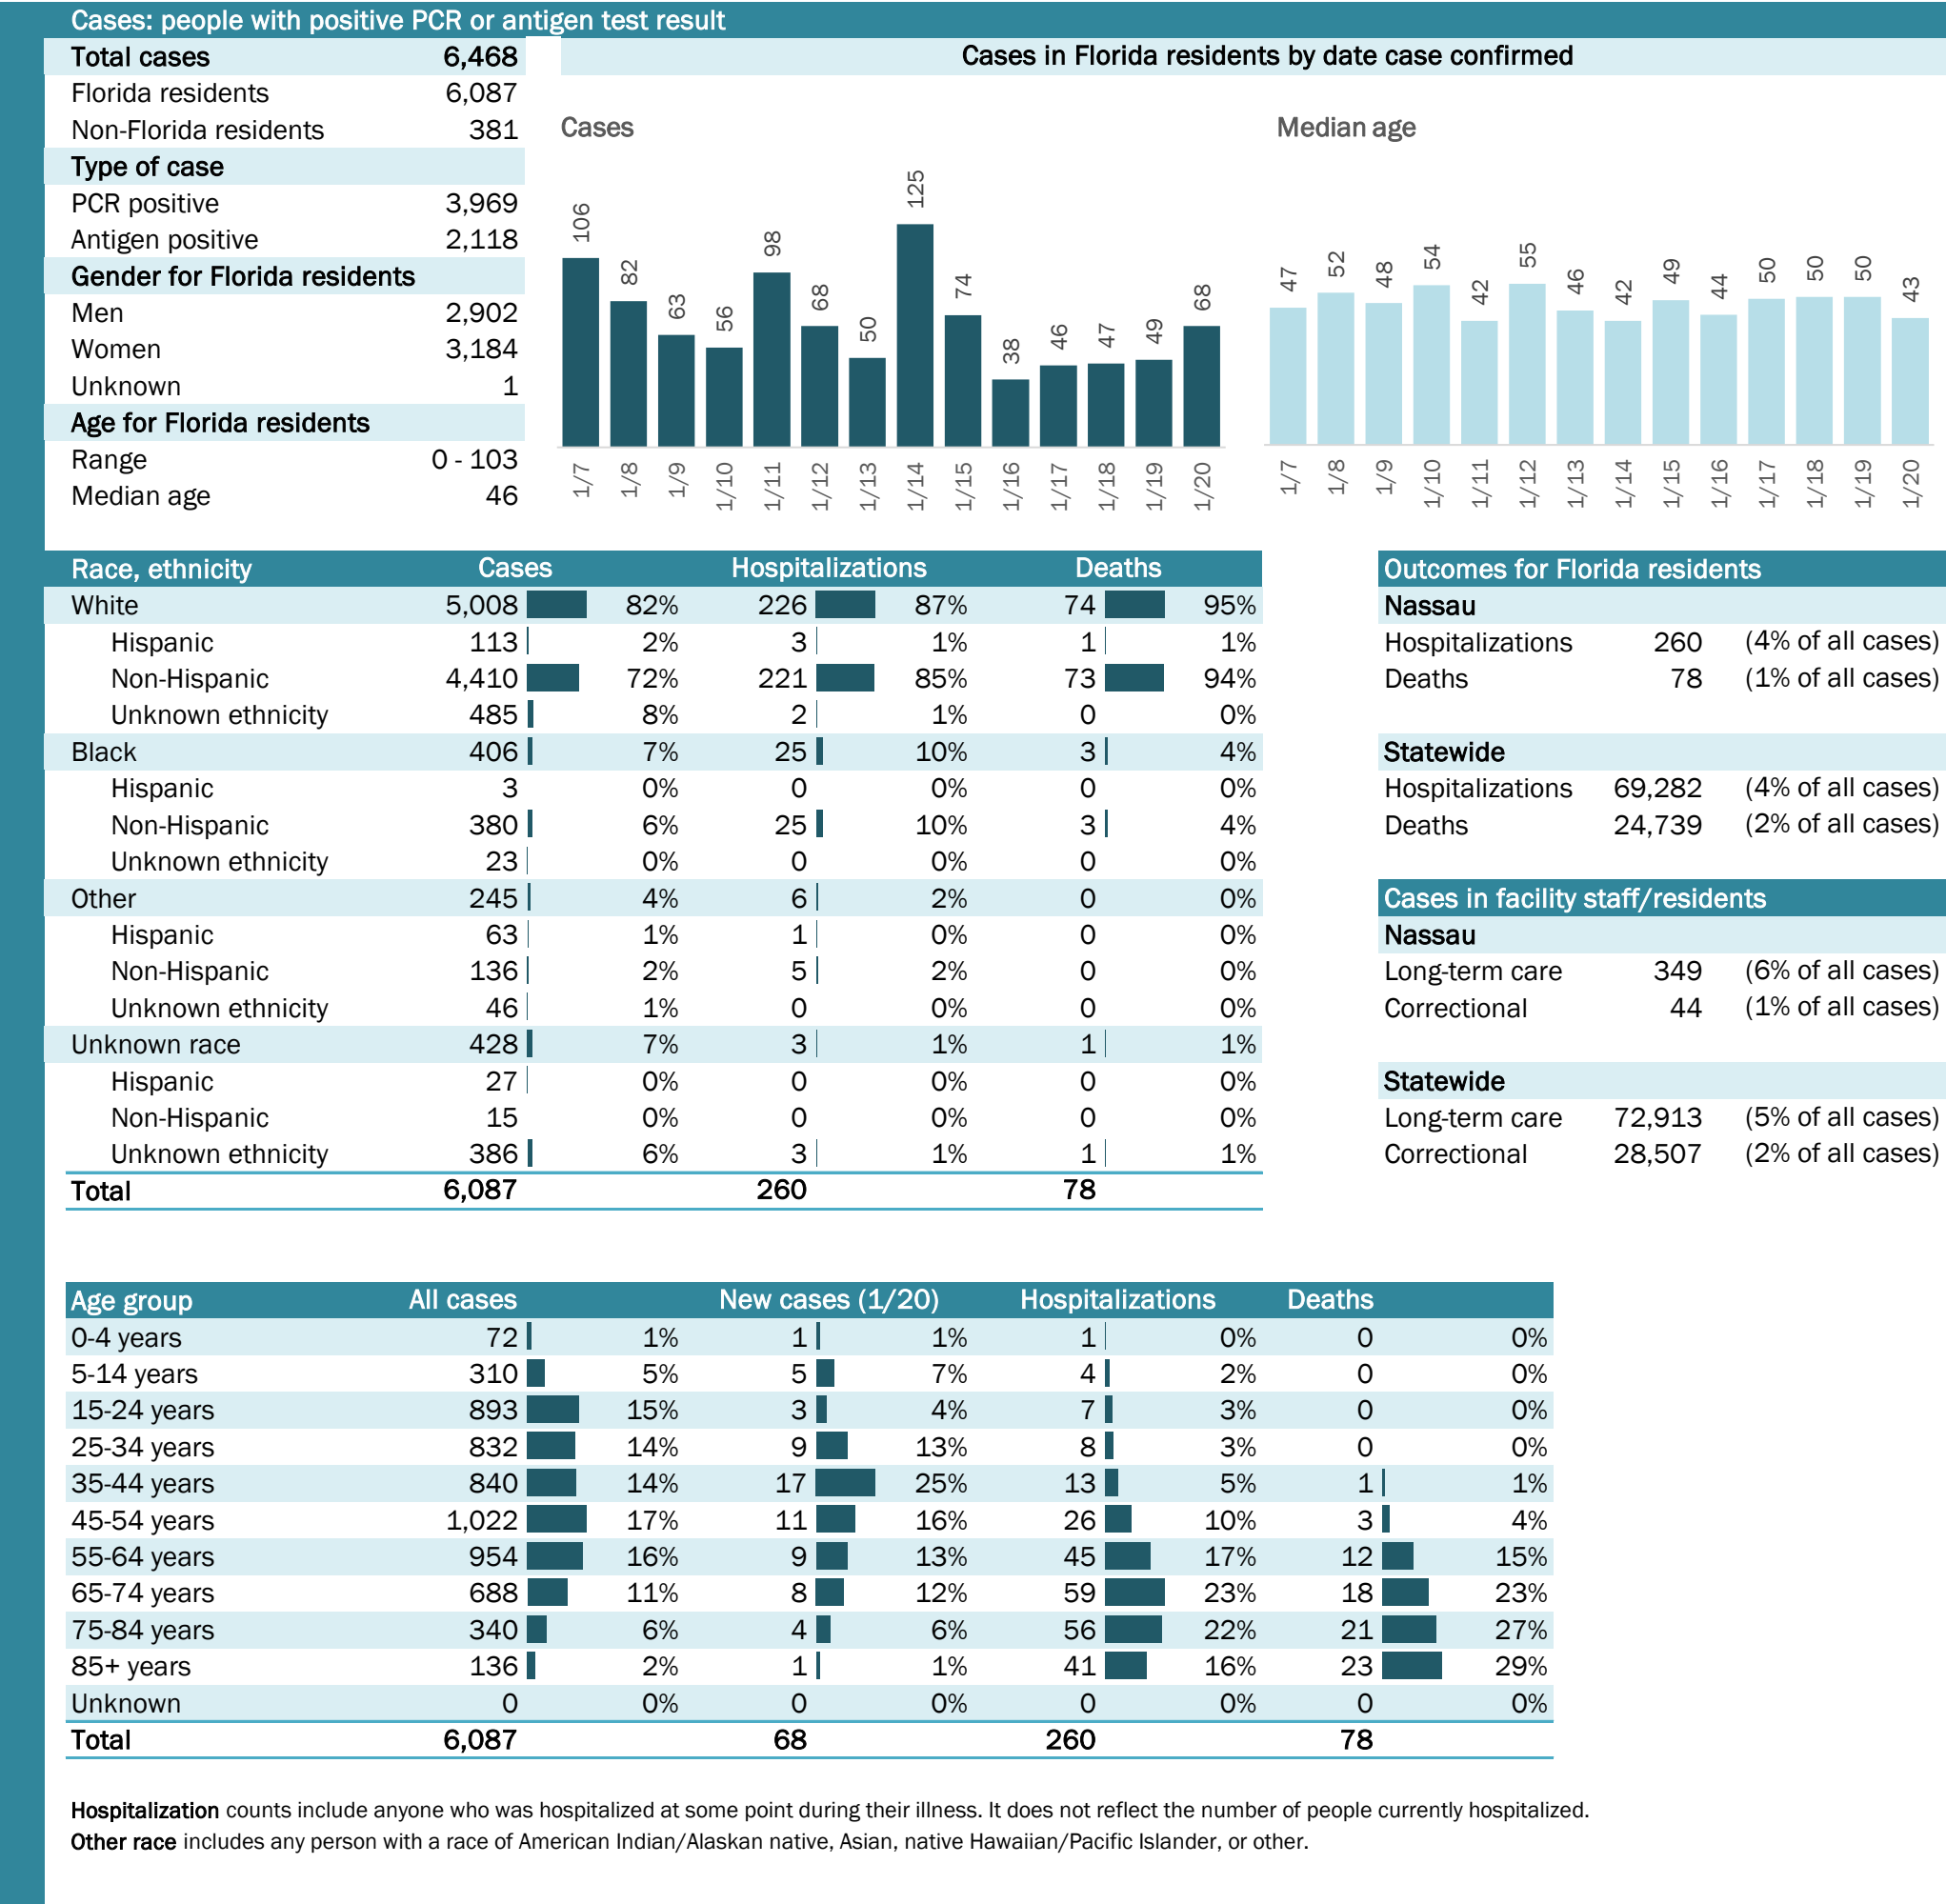 Cases: people with positive PCR or antigen test result
Total cases 6,468
Florida residents 6,087
Non-Florida residents 381
Type of case
PCR positive 3,969
Antigen positive 2,118
Gender for Florida residents
Men 2,902
Women 3,184
Unknown 1
Age for Florida residents
Range 0 - 103
Median age 46
Cases in Florida residents by date case confirmed
Cases
106 82 63 56 98 68 50 125 74 38 46 47 49 68
1/7 1/8 1/9 1/10 1/11 1/12 1/13 1/14 1/15 1/16 1/17 1/18 1/19 1/20
Median age
47 52 48 54 42 55 46 42 49 44 50 50 50 43
1/7 1/8 1/9 1/10 1/11 1/12 1/13 1/14 1/15 1/16 1/17 1/18 1/19 1/20
Race, ethnicity Cases Hospitalizations Deaths
White 5,008 82% 226 87% 74 95%
Hispanic 113 2% 3 1% 1 1%
Non-Hispanic 4,410 72% 221 85% 73 94%
Unknown ethnicity 485 8% 2 1% 0 0%
Black 406 7% 25 10% 3 4%
Hispanic 3 0% 0 0% 0 0%
Non-Hispanic 380 6% 25 10% 3 4%
Unknown ethnicity 23 0% 0 0% 0 0%
Other 245 4% 6 2% 0 0%
Hispanic 63 1% 1 0% 0 0%
Non-Hispanic 136 2% 5 2% 0 0%
Unknown ethnicity 46 1% 0 0% 0 0%
Unknown race 428 7% 3 1% 1 1%
Hispanic 27 0% 0 0% 0 0%
Non-Hispanic 15 0% 0 0% 0 0%
Unknown ethnicity 386 6% 3 1% 1 1%
Total 6,087 260 78
Outcomes for Florida residents
Nassau
Hospitalizations 260 (4% of all cases)
Deaths 78 (1% of all cases)
Statewide
Hospitalizations 69,282 (4% of all cases)
Deaths 24,739 (2% of all cases)
Cases in facility staff/residents
Nassau
Long-term care 349 (6% of all cases)
Correctional 44 (1% of all cases)
Statewide
Long-term care 72,913 (5% of all cases)
Correctional 28,507 (2% of all cases)
Age group All cases New cases (1/20) Hospitalizations Deaths
0-4 years 72 1% 1 1% 1 0% 0 0%
5-14 years 310 5% 5 7% 4 2% 0 0%
15-24 years 893 15% 3 4% 7 3% 0 0%
25-34 years 832 14% 9 13% 8 3% 0 0%
35-44 years 840 14% 17 25% 13 5% 1 1%
45-54 years 1,022 17% 11 16% 26 10% 3 4%
55-64 years 954 16% 9 13% 45 17% 12 15%
65-74 years 688 11% 8 12% 59 23% 18 23%
75-84 years 340 6% 4 6% 56 22% 21 27%
85+ years 136 2% 1 1% 41 16% 23 29%
Unknown 0 0% 0 0% 0 0% 0 0%
Total 6,087 68 260 78
Hospitalization counts include anyone who was hospitalized at some point during their illness. It does not reflect the number of people currently hospitalized.
Other race includes any person with a race of American Indian/Alaskan native, Asian, native Hawaiian/Pacific Islander, or other.